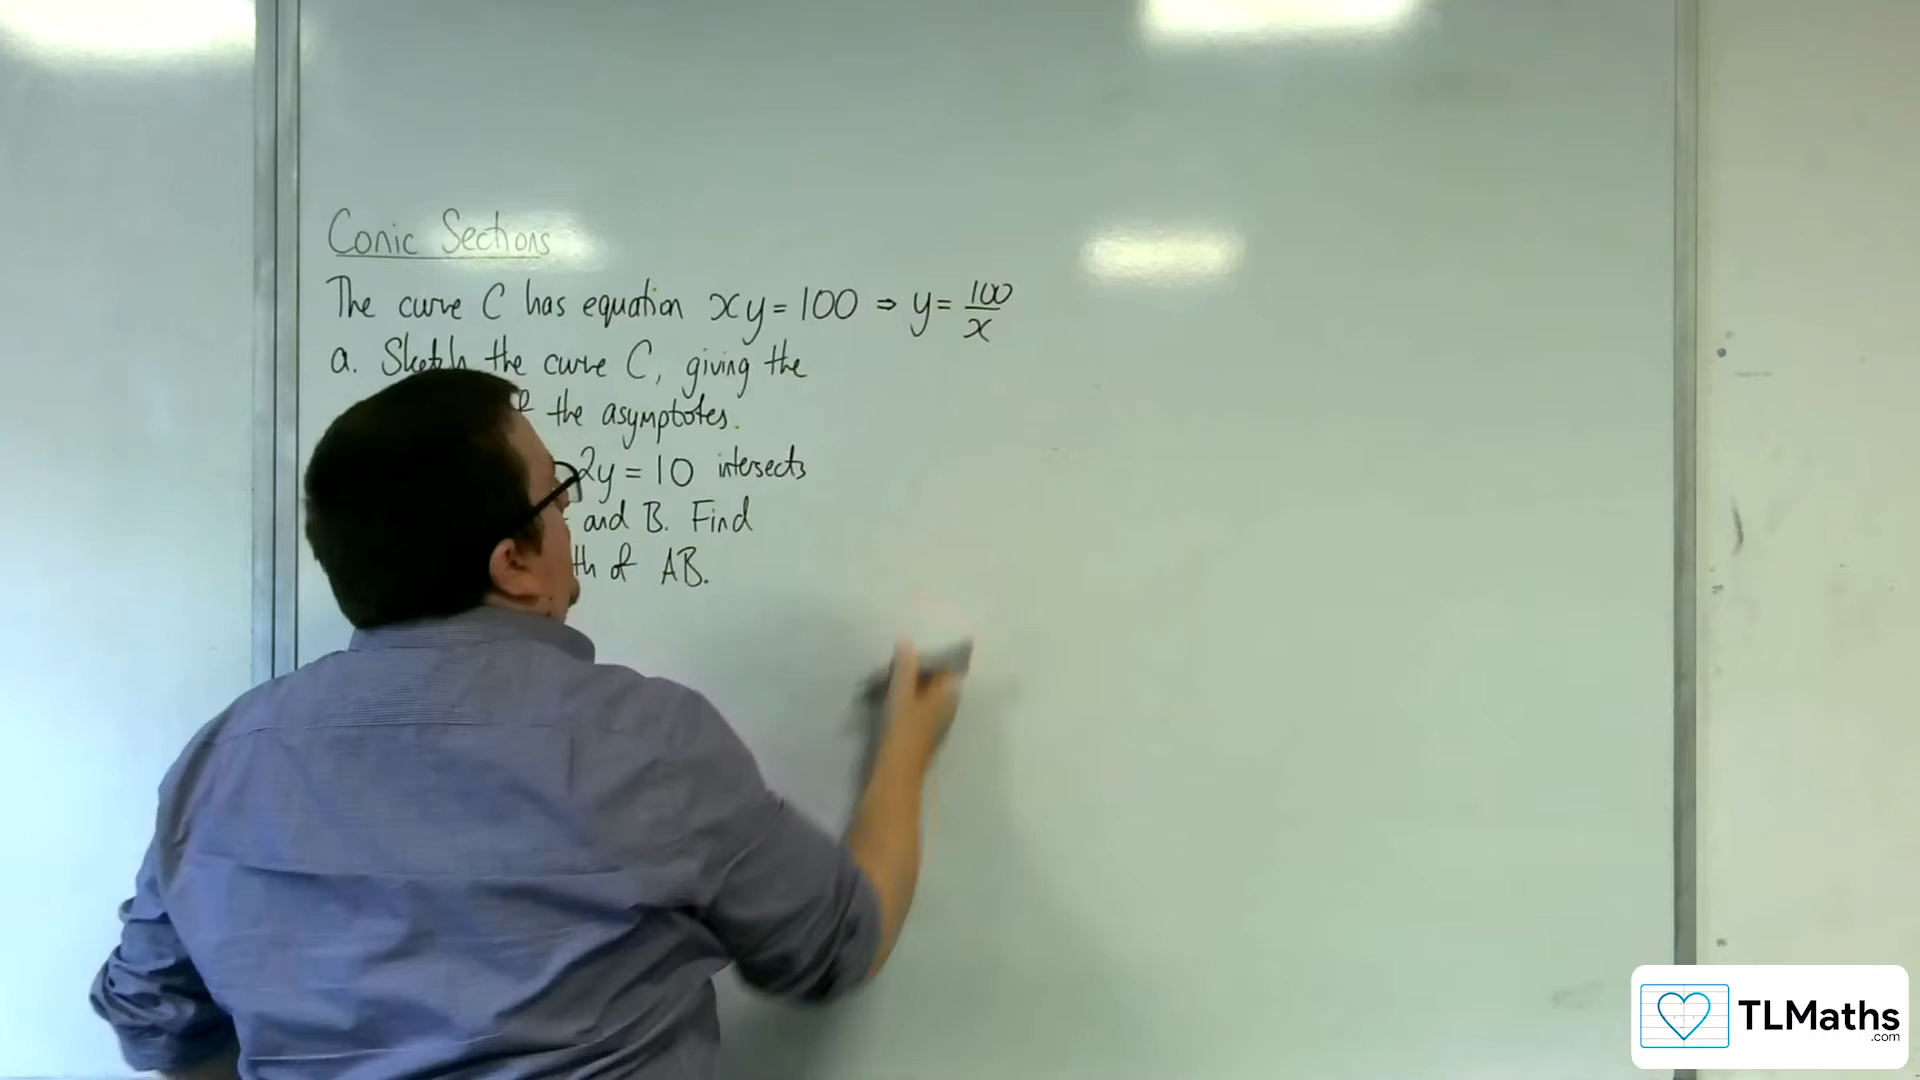 Conic Sections
The curve C has equation xy = 100 ⇒ y = 100/x
a. Sketch the curve C, giving the
the asymptotes.
2y = 10 intersects
and B. Find
of AB.
TLMaths
.com